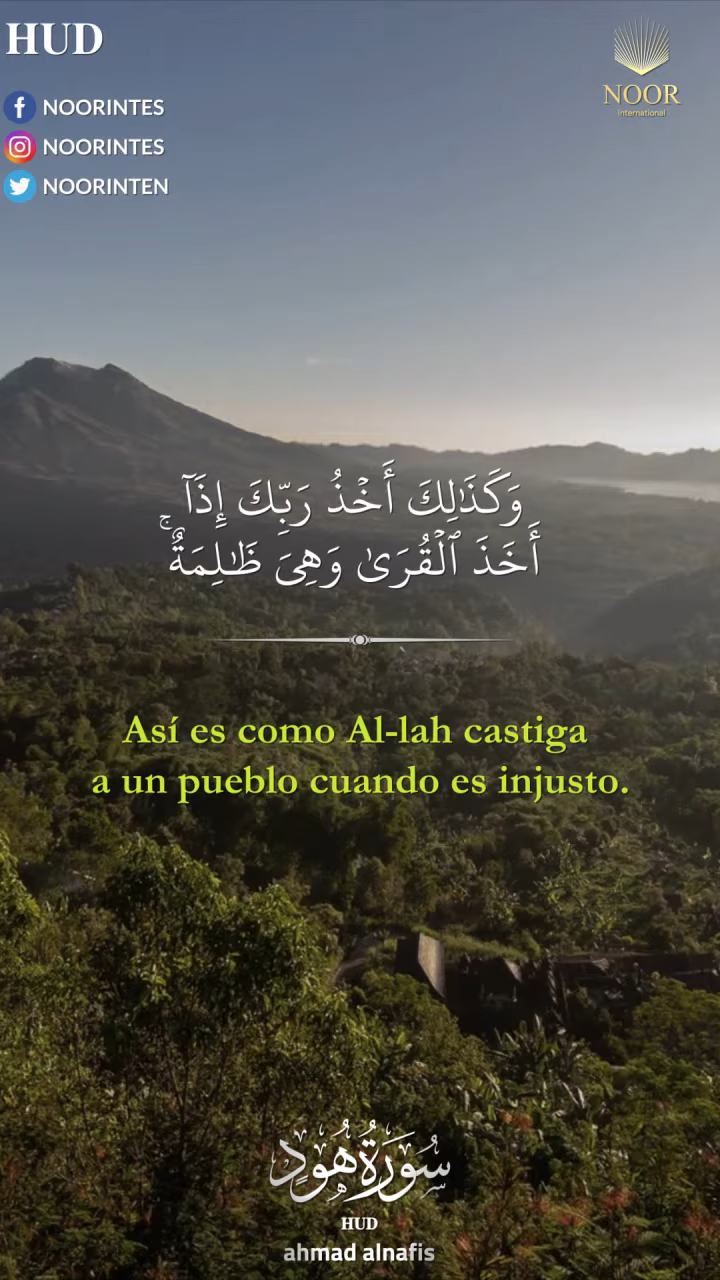 HUD
NOOR
International
NOORINTES
NOORINTES
NOORINTEN
وَكَذَٰلِكَ أَخۡذُ رَبِّكَ إِذَآ
أَخَذَ ٱلۡقُرَىٰ وَهِيَ ظَٰلِمَةٌۚ
Así es como Al-lah castiga
a un pueblo cuando es injusto.
سُورَةُ هُودٍ
HUD
ahmad alnafis